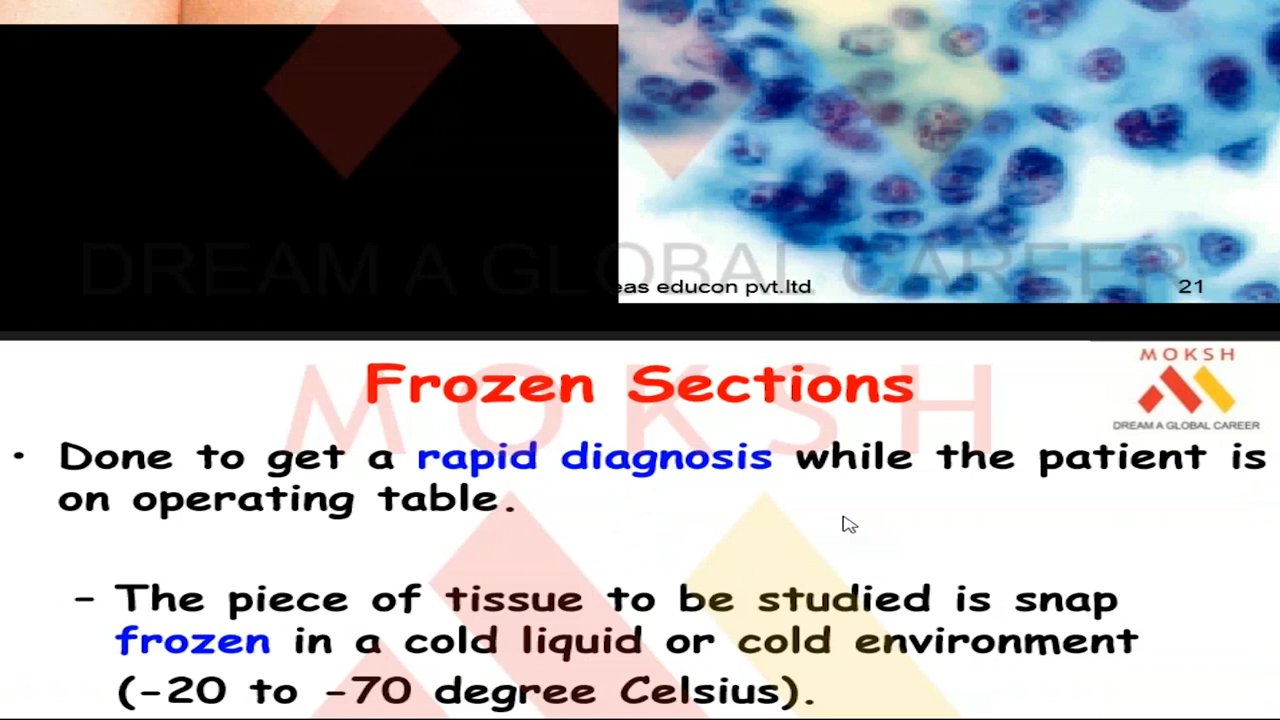 DREAM A GLOBAL CAREER
eas educon pvt.ltd
21
MOKSH
Frozen Sections
MOKSH
DREAM A GLOBAL CAREER
• Done to get a rapid diagnosis while the patient is
on operating table.
– The piece of tissue to be studied is snap
frozen in a cold liquid or cold environment
(-20 to -70 degree Celsius).